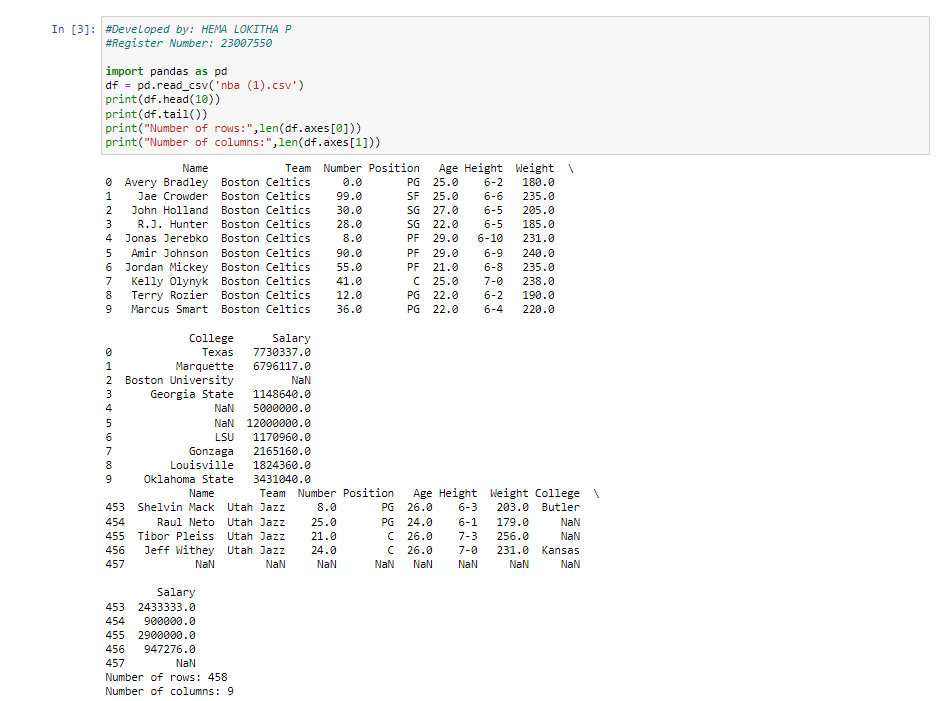 In [3]: #Developed by: HEMA LOKITHA P
#Register Number: 23007550
import pandas as pd
df = pd.read_csv('nba (1).csv')
print(df.head(10))
print(df.tail())
print("Number of rows:",len(df.axes[0]))
print("Number of columns:",len(df.axes[1]))
Name Team Number Position Age Height Weight \
0 Avery Bradley Boston Celtics 0.0 PG 25.0 6-2 180.0
1 Jae Crowder Boston Celtics 99.0 SF 25.0 6-6 235.0
2 John Holland Boston Celtics 30.0 SG 27.0 6-5 205.0
3 R.J. Hunter Boston Celtics 28.0 SG 22.0 6-5 185.0
4 Jonas Jerebko Boston Celtics 8.0 PF 29.0 6-10 231.0
5 Amir Johnson Boston Celtics 90.0 PF 29.0 6-9 240.0
6 Jordan Mickey Boston Celtics 55.0 PF 21.0 6-8 235.0
7 Kelly Olynyk Boston Celtics 41.0 C 25.0 7-0 238.0
8 Terry Rozier Boston Celtics 12.0 PG 22.0 6-2 190.0
9 Marcus Smart Boston Celtics 36.0 PG 22.0 6-4 220.0
College Salary
0 Texas 7730337.0
1 Marquette 6796117.0
2 Boston University NaN
3 Georgia State 1148640.0
4 NaN 5000000.0
5 NaN 12000000.0
6 LSU 1170960.0
7 Gonzaga 2165160.0
8 Louisville 1824360.0
9 Oklahoma State 3431040.0
Name Team Number Position Age Height Weight College \
453 Shelvin Mack Utah Jazz 8.0 PG 26.0 6-3 203.0 Butler
454 Raul Neto Utah Jazz 25.0 PG 24.0 6-1 179.0 NaN
455 Tibor Pleiss Utah Jazz 21.0 C 26.0 7-3 256.0 NaN
456 Jeff Withey Utah Jazz 24.0 C 26.0 7-0 231.0 Kansas
457 NaN NaN NaN NaN NaN NaN NaN NaN
Salary
453 2433333.0
454 900000.0
455 2900000.0
456 947276.0
457 NaN
Number of rows: 458
Number of columns: 9